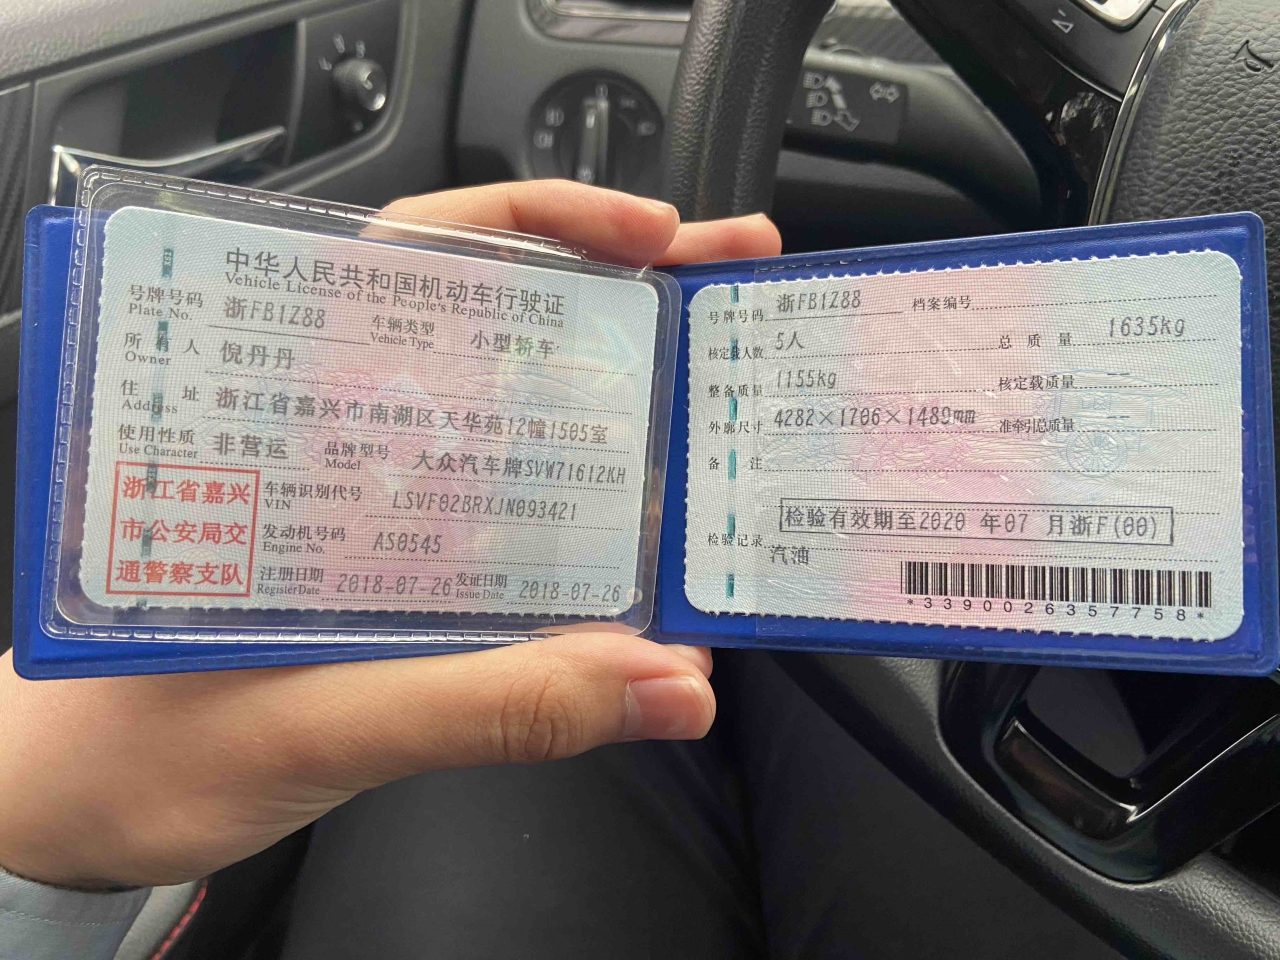 中华人民共和国机动车行驶证
Vehicle License of the People's Republic of China
号牌号码 浙FB1Z88 车辆类型 小型轿车
Plate No. Vehicle Type
所有人 倪丹丹
Owner
住址 浙江省嘉兴市南湖区天华苑12幢1505室
Address
使用性质 非营运 品牌型号 大众汽车牌SVW71612KH
Use Character Model
浙江省嘉兴
市公安局交
通警察支队
车辆识别代号 LSVF02BRXJN093421
VIN
发动机号码 AS0545
Engine No.
注册日期 2018-07-26 发证日期 2018-07-26
Register Date Issue Date
号牌号码 浙FB1Z88 档案编号
核定载人数 5人 总质量 1635kg
整备质量 1155kg 核定载质量 --
外廓尺寸 4282×1706×1489mm 准牵引总质量 --
备注
检验有效期至2020 年07 月浙F(00)
检验记录
汽油
*3390026357758*